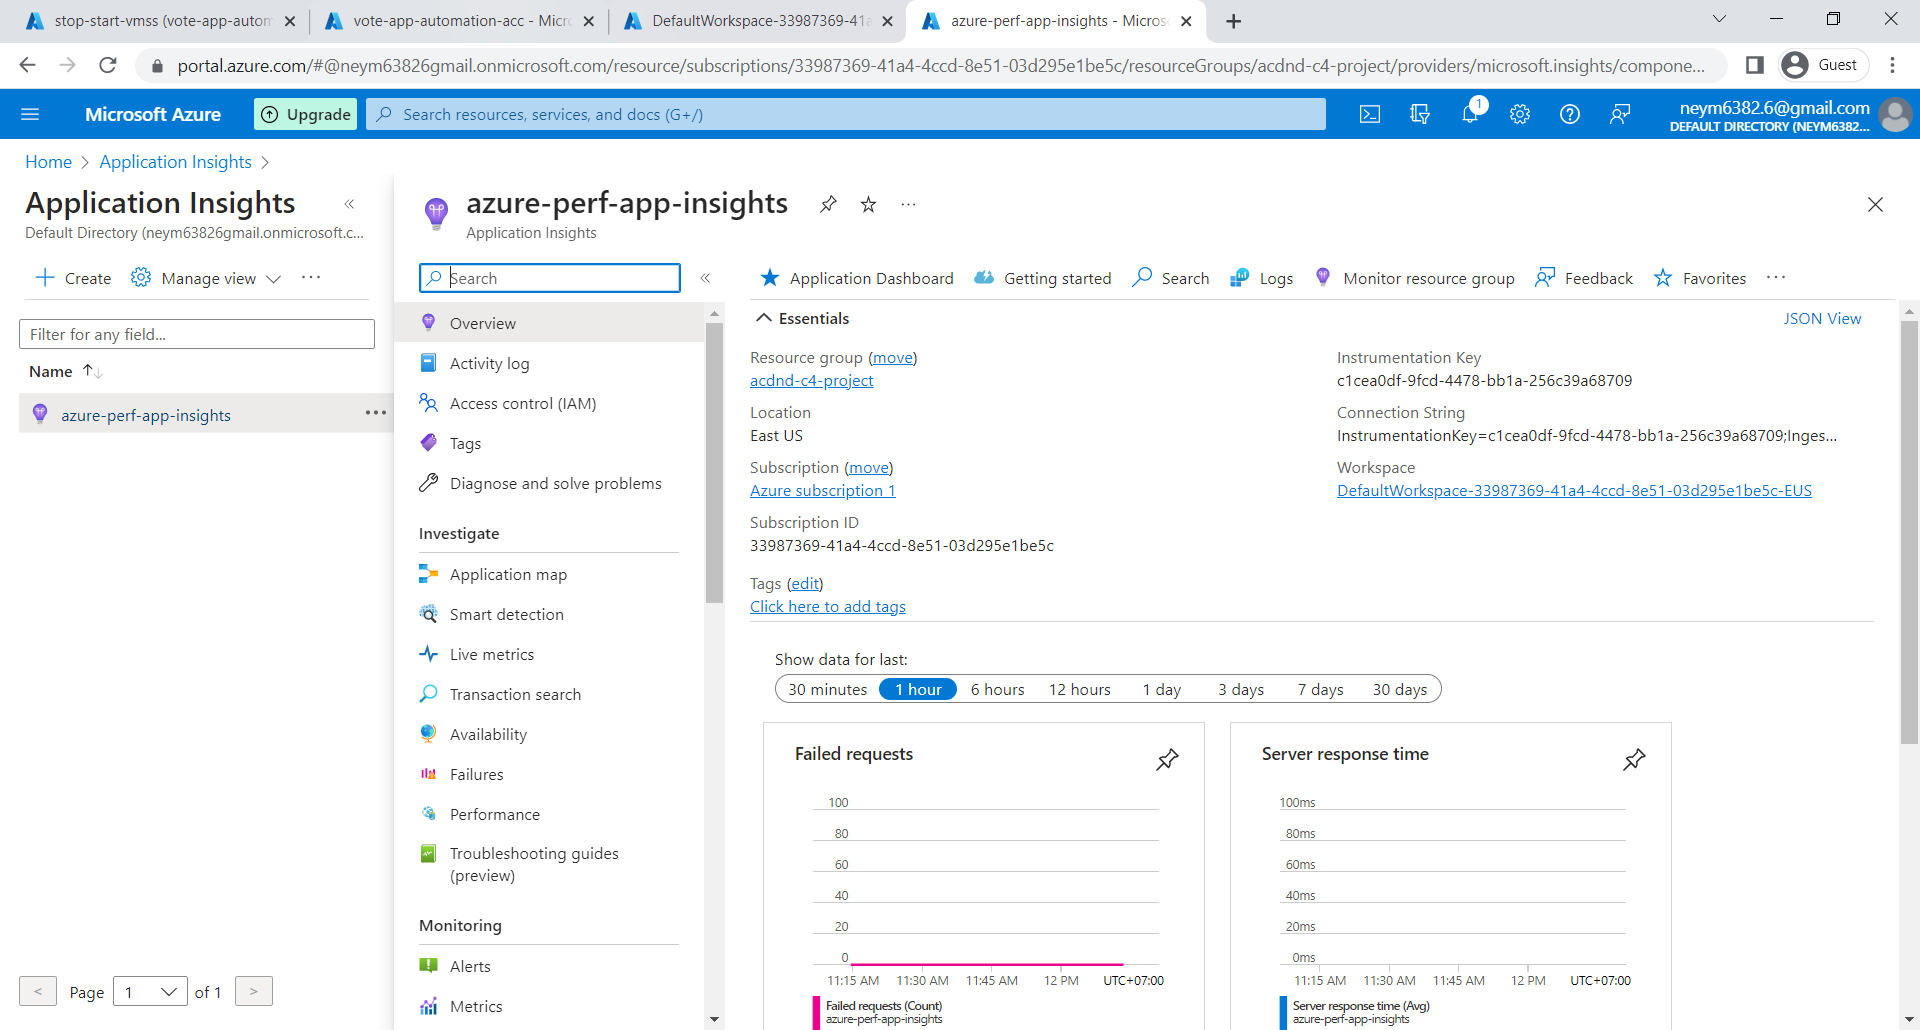 stop-start-vmss (vote-app-autom
vote-app-automation-acc - Micr
DefaultWorkspace-33987369-41a
azure-perf-app-insights - Micros
portal.azure.com/#@neym63826gmail.onmicrosoft.com/resource/subscriptions/33987369-41a4-4ccd-8e51-03d295e1be5c/resourceGroups/acdnd-c4-project/providers/microsoft.insights/compone...
Guest
Microsoft Azure
Upgrade
Search resources, services, and docs (G+/)
1
neym6382.6@gmail.com
DEFAULT DIRECTORY (NEYM6382...
Home > Application Insights >
Application Insights
Default Directory (neym63826gmail.onmicrosoft.c...
Create
Manage view
Filter for any field...
Name
azure-perf-app-insights
< Page 1 of 1 >
azure-perf-app-insights
Application Insights
Search
Overview
Activity log
Access control (IAM)
Tags
Diagnose and solve problems
Investigate
Application map
Smart detection
Live metrics
Transaction search
Availability
Failures
Performance
Troubleshooting guides
(preview)
Monitoring
Alerts
Metrics
Application Dashboard
Getting started
Search
Logs
Monitor resource group
Feedback
Favorites
Essentials
JSON View
Resource group (move)
acdnd-c4-project
Location
East US
Subscription (move)
Azure subscription 1
Subscription ID
33987369-41a4-4ccd-8e51-03d295e1be5c
Tags (edit)
Click here to add tags
Instrumentation Key
c1cea0df-9fcd-4478-bb1a-256c39a68709
Connection String
InstrumentationKey=c1cea0df-9fcd-4478-bb1a-256c39a68709;Inges...
Workspace
DefaultWorkspace-33987369-41a4-4ccd-8e51-03d295e1be5c-EUS
Show data for last:
30 minutes 1 hour 6 hours 12 hours 1 day 3 days 7 days 30 days
Failed requests
100
80
60
40
20
0
11:15 AM 11:30 AM 11:45 AM 12 PM UTC+07:00
Failed requests (Count)
azure-perf-app-insights
Server response time
100ms
80ms
60ms
40ms
20ms
0ms
11:15 AM 11:30 AM 11:45 AM 12 PM UTC+07:00
Server response time (Avg)
azure-perf-app-insights